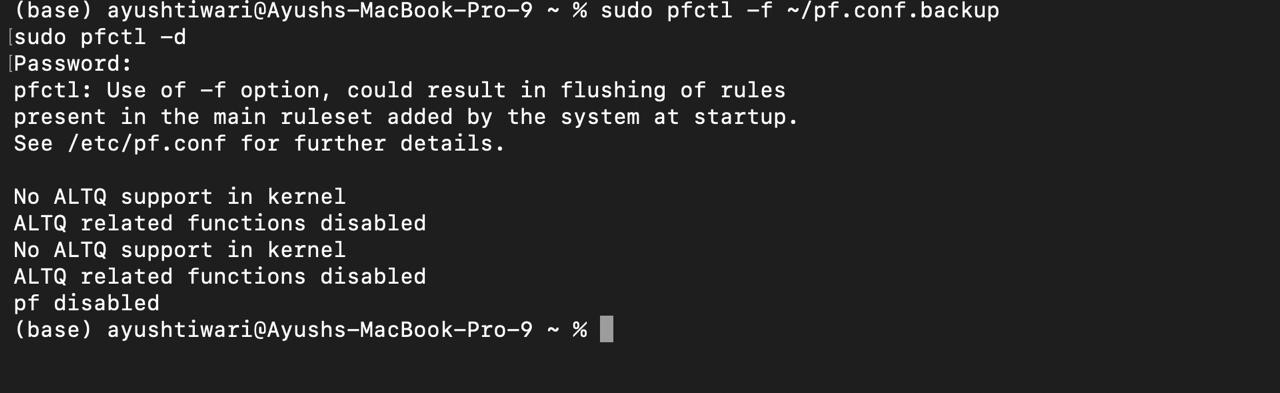 (base) ayushtiwari@Ayushs-MacBook-Pro-9 ~ % sudo pfctl -f ~/pf.conf.backup
[sudo pfctl -d
[Password:
pfctl: Use of -f option, could result in flushing of rules
present in the main ruleset added by the system at startup.
See /etc/pf.conf for further details.

No ALTQ support in kernel
ALTQ related functions disabled
No ALTQ support in kernel
ALTQ related functions disabled
pf disabled
(base) ayushtiwari@Ayushs-MacBook-Pro-9 ~ %